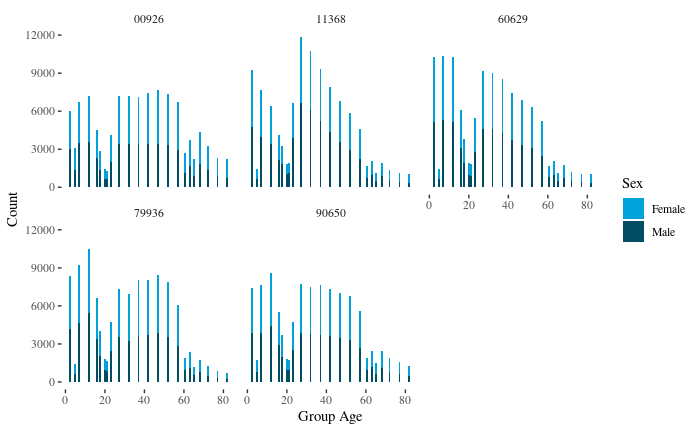 00926 11368 60629
12000
9000
6000
3000
0
0 20 40 60 80
79936 90650
12000
9000
6000
3000
0
0 20 40 60 80 0 20 40 60 80
Group Age
Count
Sex
Female
Male